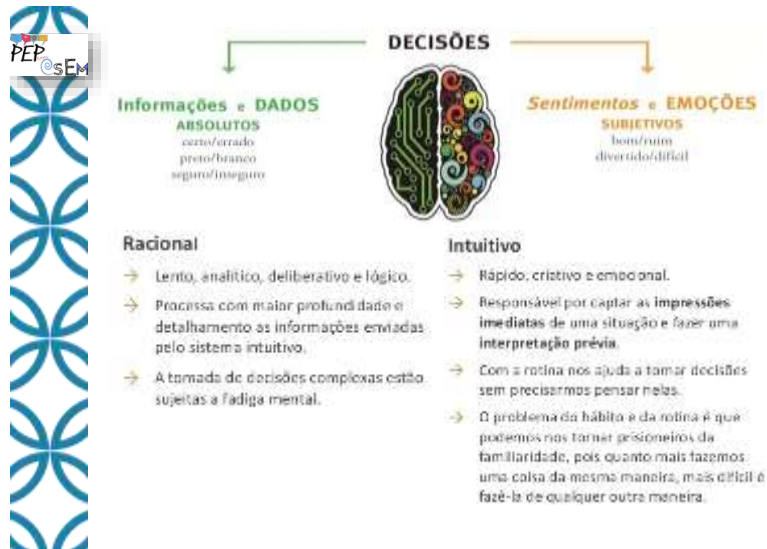 PEP
OSEM
DECISÕES
Informações e DADOS
ABSOLUTOS
certo/errado
preto/branco
seguro/inseguro
Sentimentos e EMOÇÕES
SUBJETIVOS
bom/ruim
divertido/difícil
Racional
→ Lento, analítico, deliberativo e lógico.
→ Processa com maior profundidade e
detalhamento as informações enviadas
pelo sistema intuitivo.
→ A tomada de decisões complexas estão
sujeitas a fadiga mental.
Intuitivo
→ Rápido, criativo e emocional.
→ Responsável por captar as impressões
imediatas de uma situação e fazer uma
interpretação prévia.
→ Com a rotina nos ajuda a tomar decisões
sem precisarmos pensar nelas.
→ O problema do hábito e da rotina é que
podemos nos tornar prisioneiros da
familiaridade, pois quanto mais fazemos
uma coisa da mesma maneira, mais difícil é
fazê-la de qualquer outra maneira.